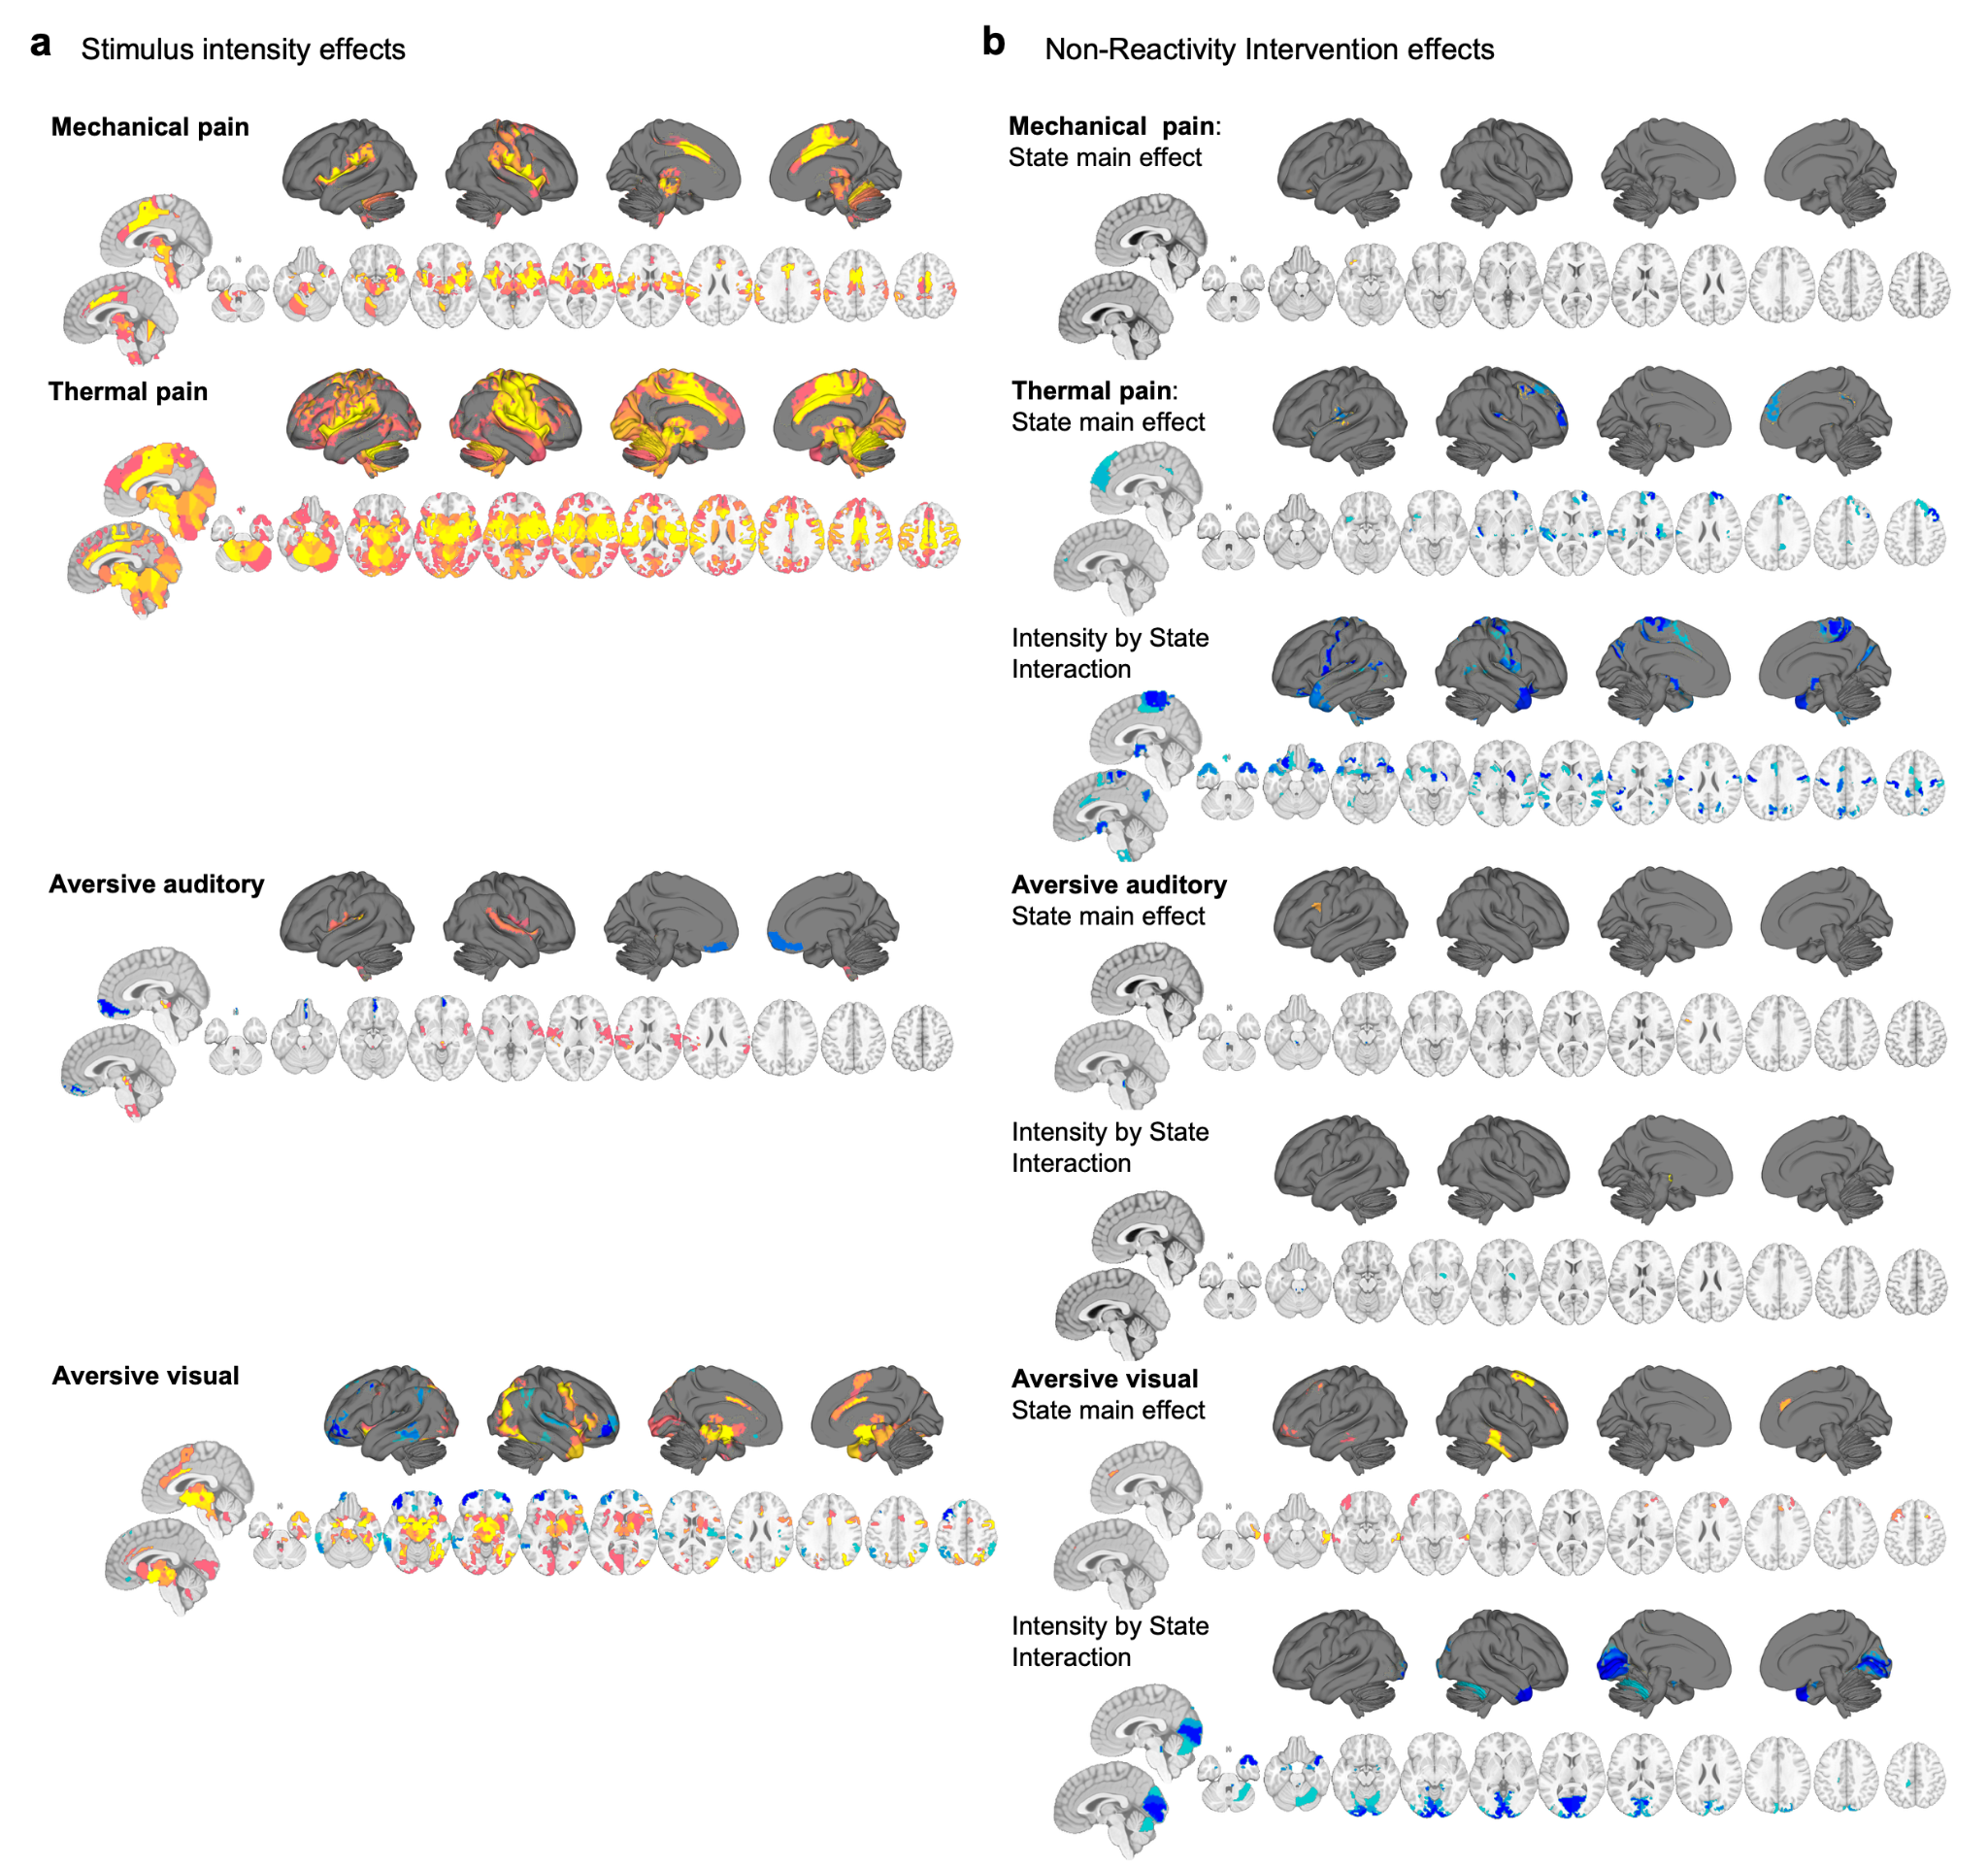 a Stimulus intensity effects
Mechanical pain
Thermal pain
Aversive auditory
Aversive visual
b Non-Reactivity Intervention effects
Mechanical pain:
State main effect
Thermal pain:
State main effect
Intensity by State
Interaction
Aversive auditory
State main effect
Intensity by State
Interaction
Aversive visual
State main effect
Intensity by State
Interaction